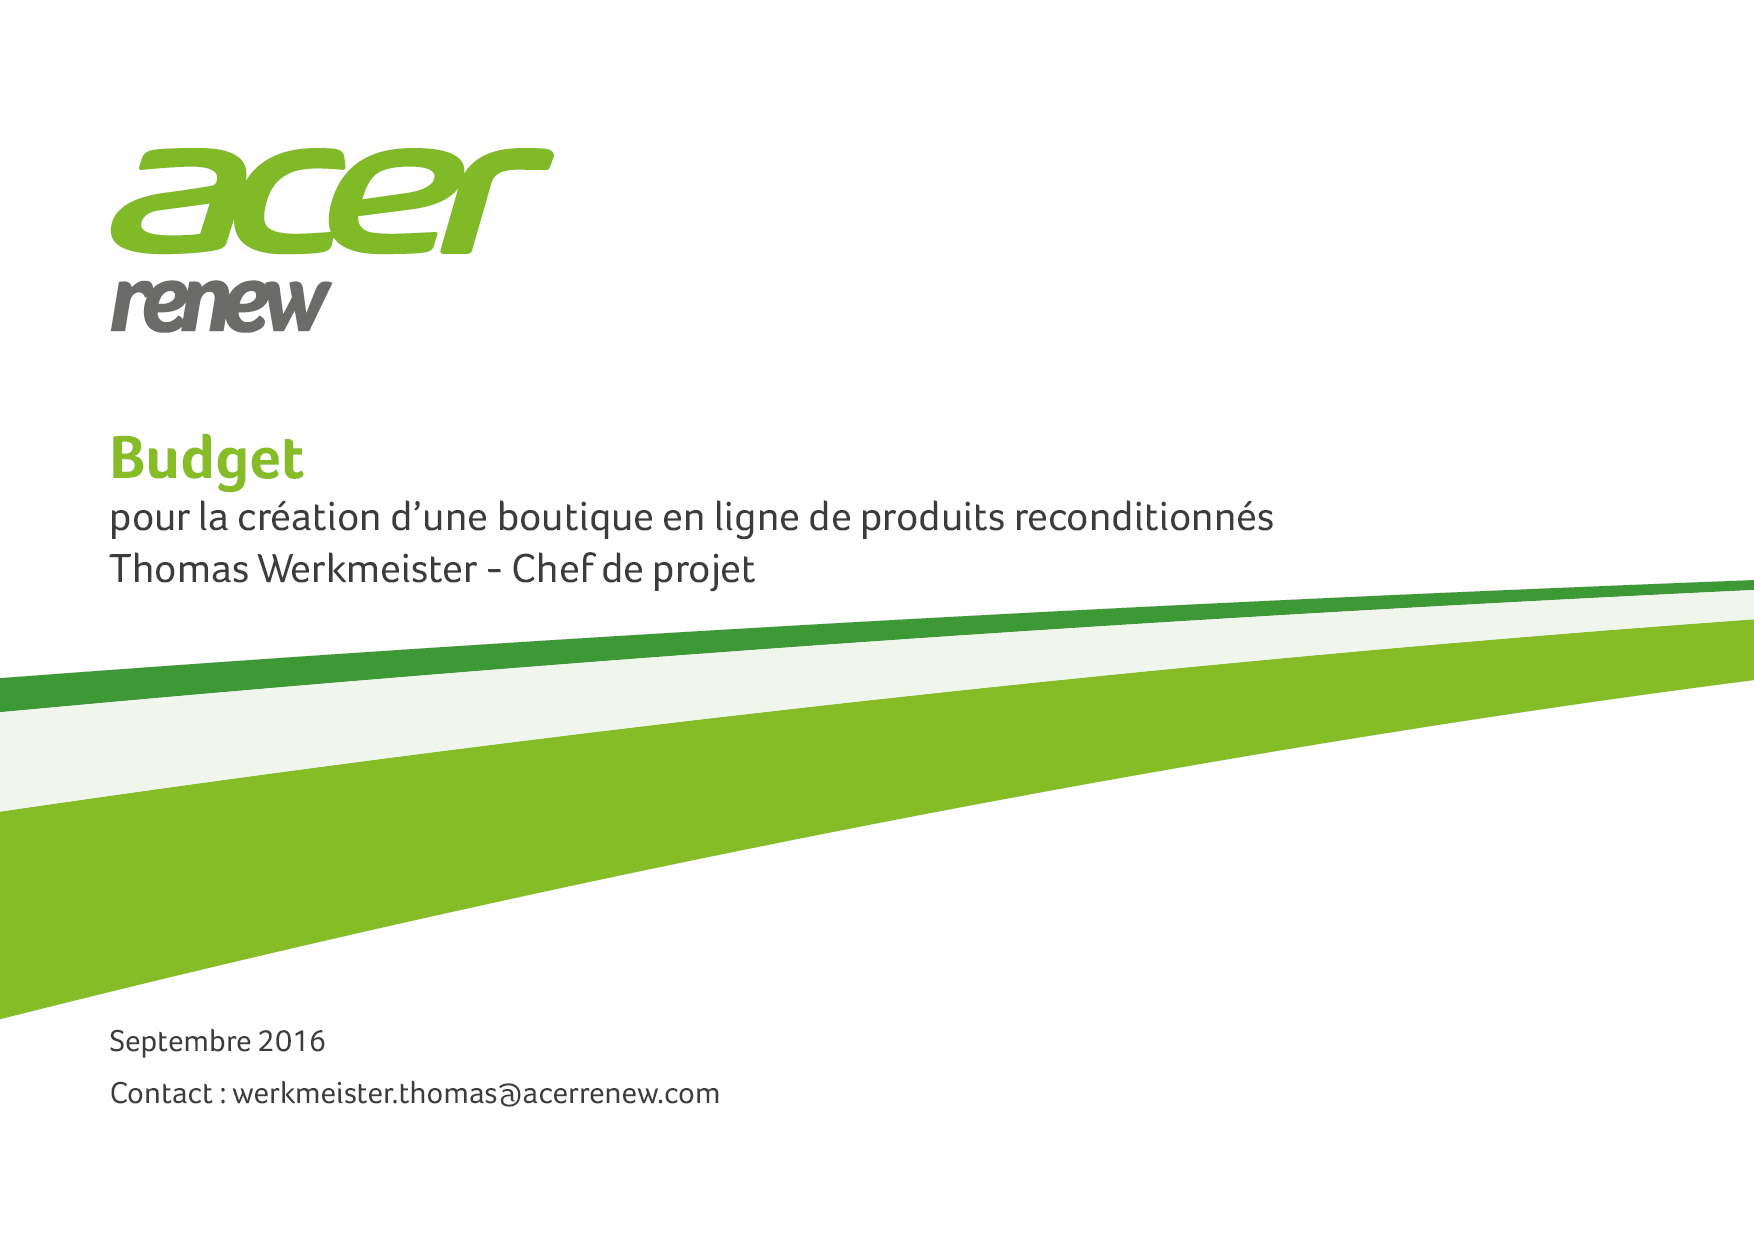 acer
renew
Budget
pour la création d’une boutique en ligne de produits reconditionnés
Thomas Werkmeister - Chef de projet
Septembre 2016
Contact : werkmeister.thomas@acerrenew.com